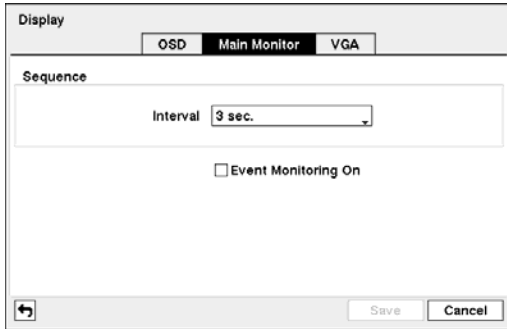 Display
OSD Main Monitor VGA
Sequence
Interval 3 sec.
Event Monitoring On
Save Cancel